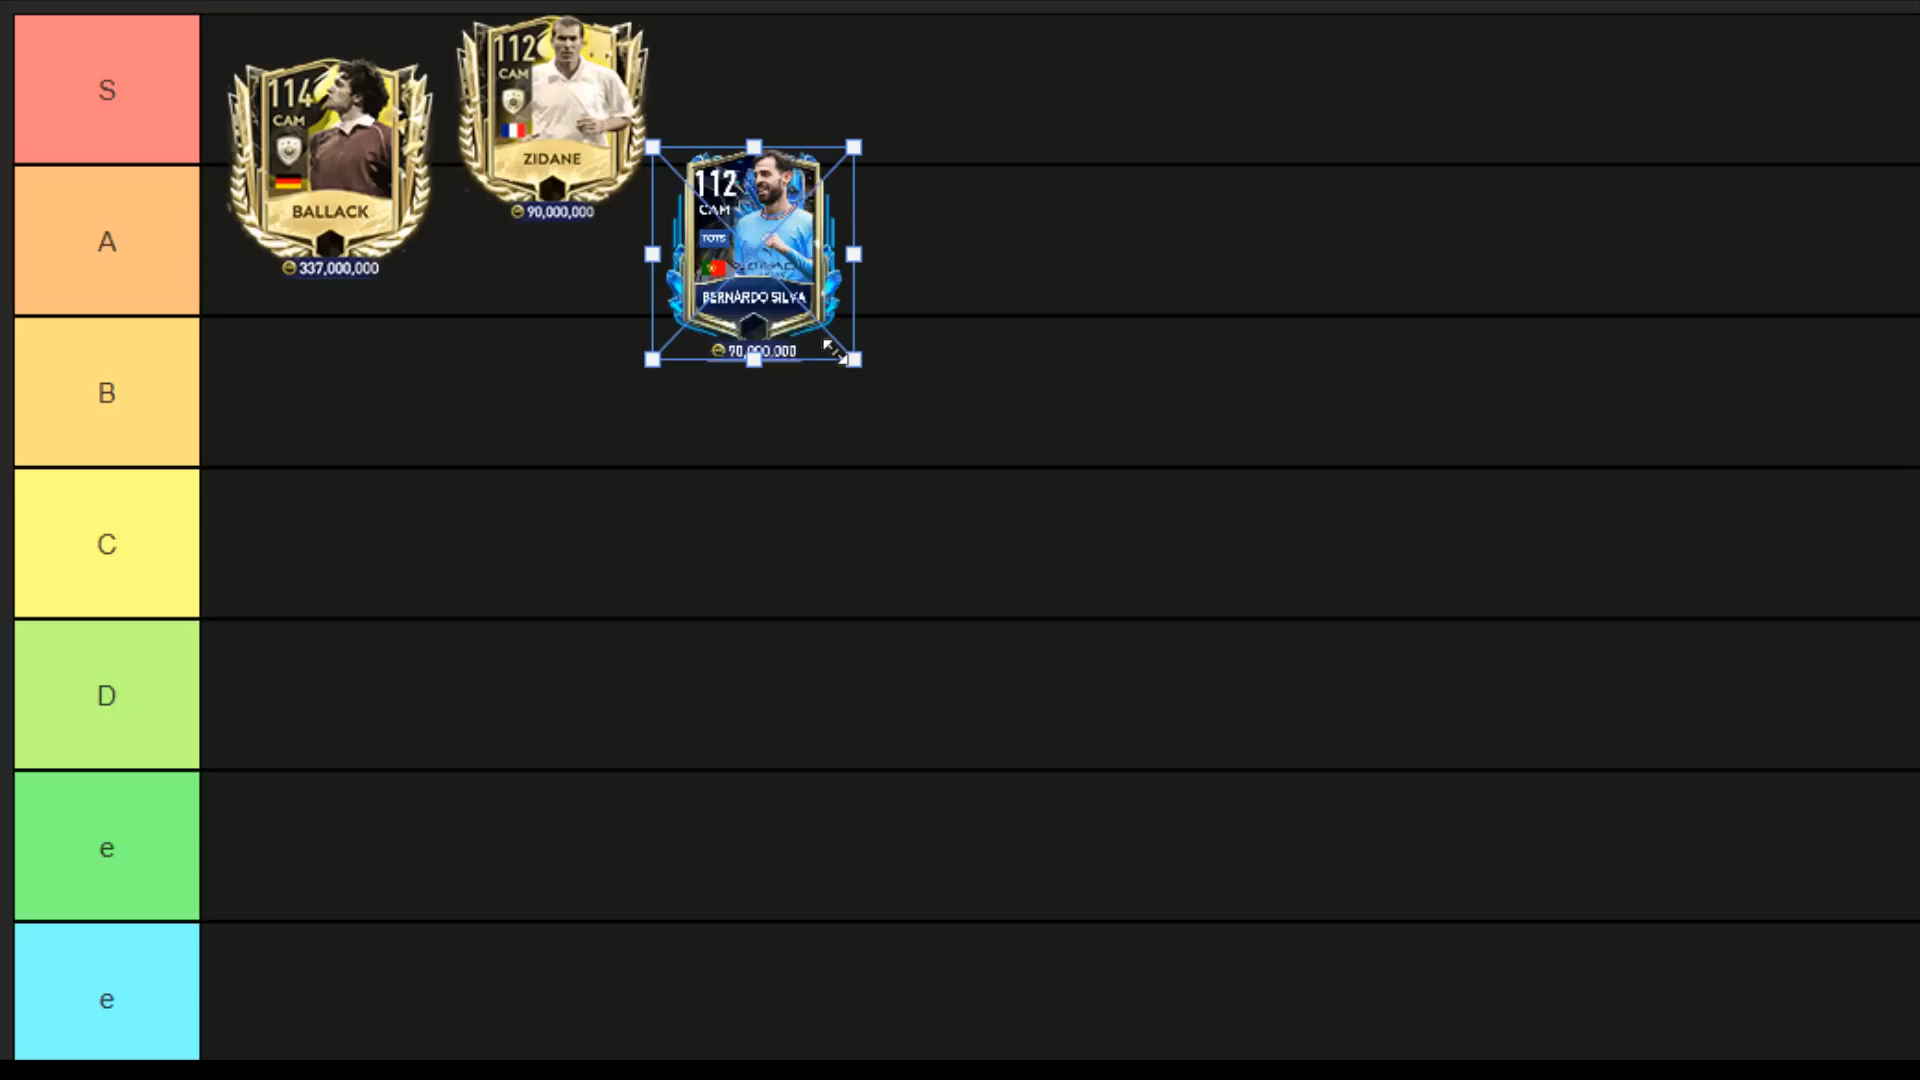 S
A
B
C
D
e
e
114
CAM
BALLACK
337,000,000
112
CAM
ZIDANE
90,000,000
112
CAM
TOTS
BERNARDO SILVA